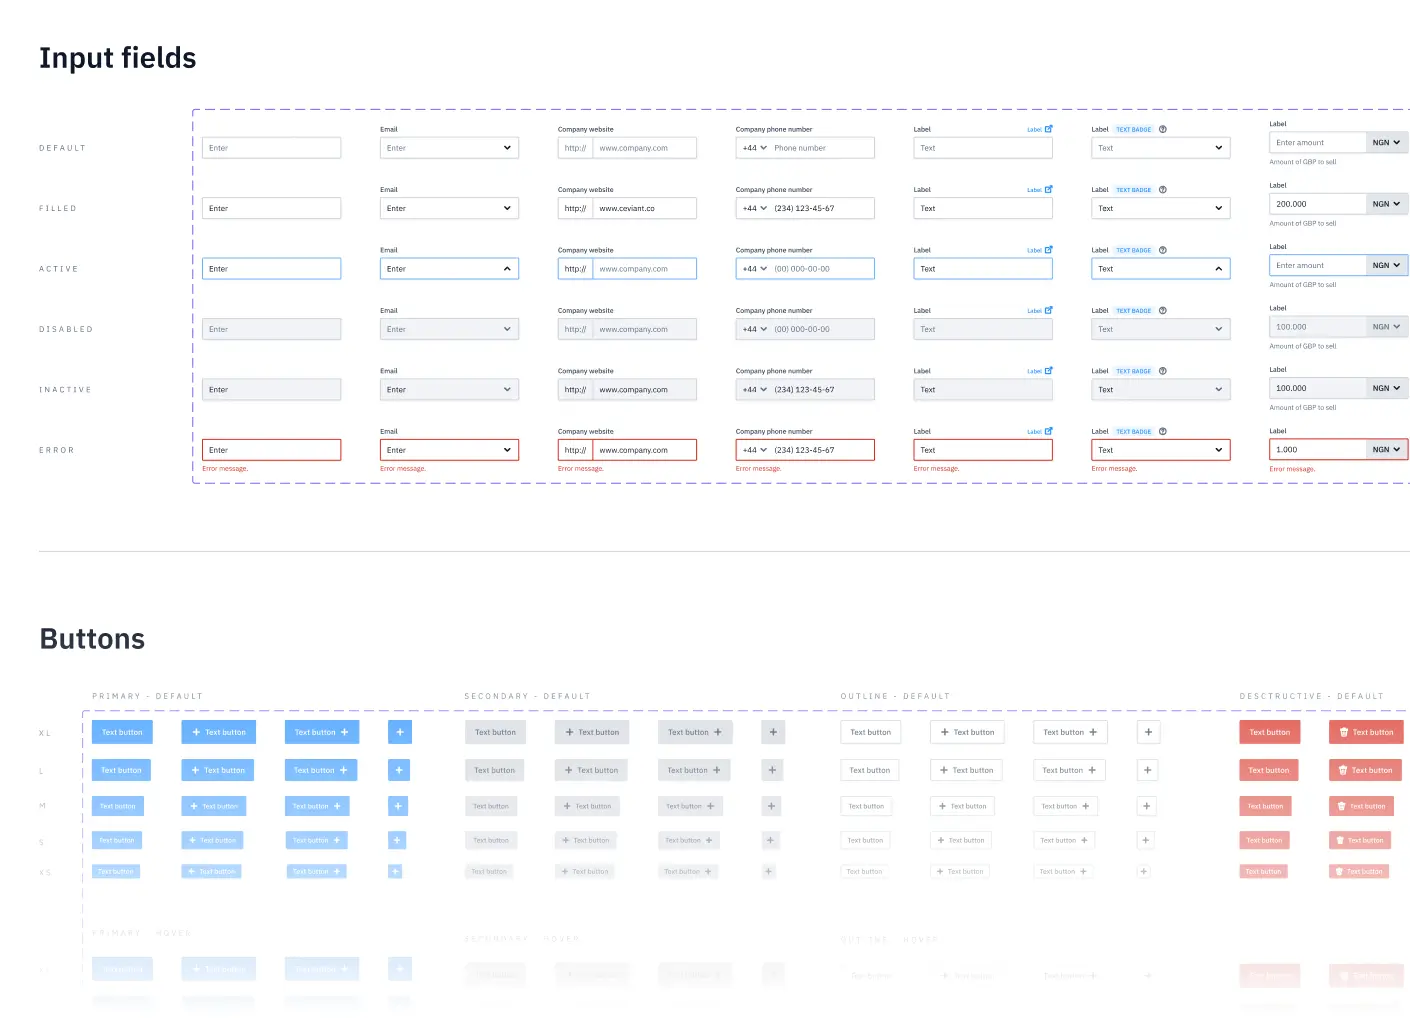 Input fields
Label
Email Company website Company phone number Label Label Label TEXT BADGE
DEFAULT Enter Enter http:// www.company.com +44 Phone number Text Text Enter amount NGN
Amount of GBP to sell
Label
Email Company website Company phone number Label Label Label TEXT BADGE
FILLED Enter Enter http:// www.ceviant.co +44 (234) 123-45-67 Text Text 200.000 NGN
Amount of GBP to sell
Label
Email Company website Company phone number Label Label Label TEXT BADGE
ACTIVE Enter Enter http:// www.company.com +44 (00) 000-00-00 Text Text Enter amount NGN
Amount of GBP to sell
Label
Email Company website Company phone number Label Label Label TEXT BADGE
DISABLED Enter Enter http:// www.company.com +44 (00) 000-00-00 Text Text 100.000 NGN
Amount of GBP to sell
Label
Email Company website Company phone number Label Label Label TEXT BADGE
INACTIVE Enter Enter http:// www.company.com +44 (234) 123-45-67 Text Text 100.000 NGN
Amount of GBP to sell
Label
Email Company website Company phone number Label Label Label TEXT BADGE
ERROR Enter Enter http:// www.company.com +44 (234) 123-45-67 Text Text 1.000 NGN
Error message. Error message. Error message. Error message. Error message. Error message. Error message.
Buttons
PRIMARY - DEFAULT SECONDARY - DEFAULT OUTLINE - DEFAULT DESCTRUCTIVE - DEFAULT
XL Text button + Text button Text button + + Text button + Text button Text button + + Text button + Text button Text button + + Text button Text button
L Text button + Text button Text button + + Text button + Text button Text button + + Text button + Text button Text button + + Text button Text button
M Text button + Text button Text button + + Text button + Text button Text button + + Text button + Text button Text button + + Text button Text button
S Text button + Text button Text button + + Text button + Text button Text button + + Text button + Text button Text button + + Text button Text button
XS Text button + Text button Text button + + Text button + Text button Text button + + Text button + Text button Text button + + Text button Text button
PRIMARY - HOVER SECONDARY - HOVER HOVER
Text button + Text button Text button + + Text button + Text button Text button + + Text button + Text button Text button + + Text button Text button